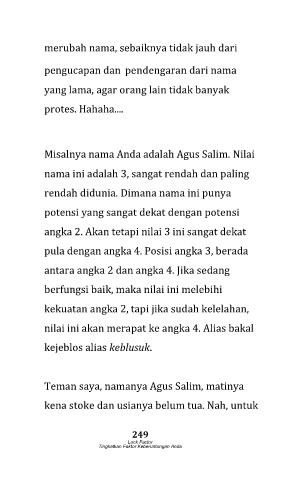 merubah nama, sebaiknya tidak jauh dari
pengucapan dan pendengaran dari nama
yang lama, agar orang lain tidak banyak
protes. Hahaha....
Misalnya nama Anda adalah Agus Salim. Nilai
nama ini adalah 3, sangat rendah dan paling
rendah didunia. Dimana nama ini punya
potensi yang sangat dekat dengan potensi
angka 2. Akan tetapi nilai 3 ini sangat dekat
pula dengan angka 4. Posisi angka 3, berada
antara angka 2 dan angka 4. Jika sedang
berfungsi baik, maka nilai ini melebihi
kekuatan angka 2, tapi jika sudah kelelahan,
nilai ini akan merapat ke angka 4. Alias bakal
kejeblos alias keblusuk.
Teman saya, namanya Agus Salim, matinya
kena stoke dan usianya belum tua. Nah, untuk
249
Luck Factor
Tingkatkan Faktor Keberuntungan Anda